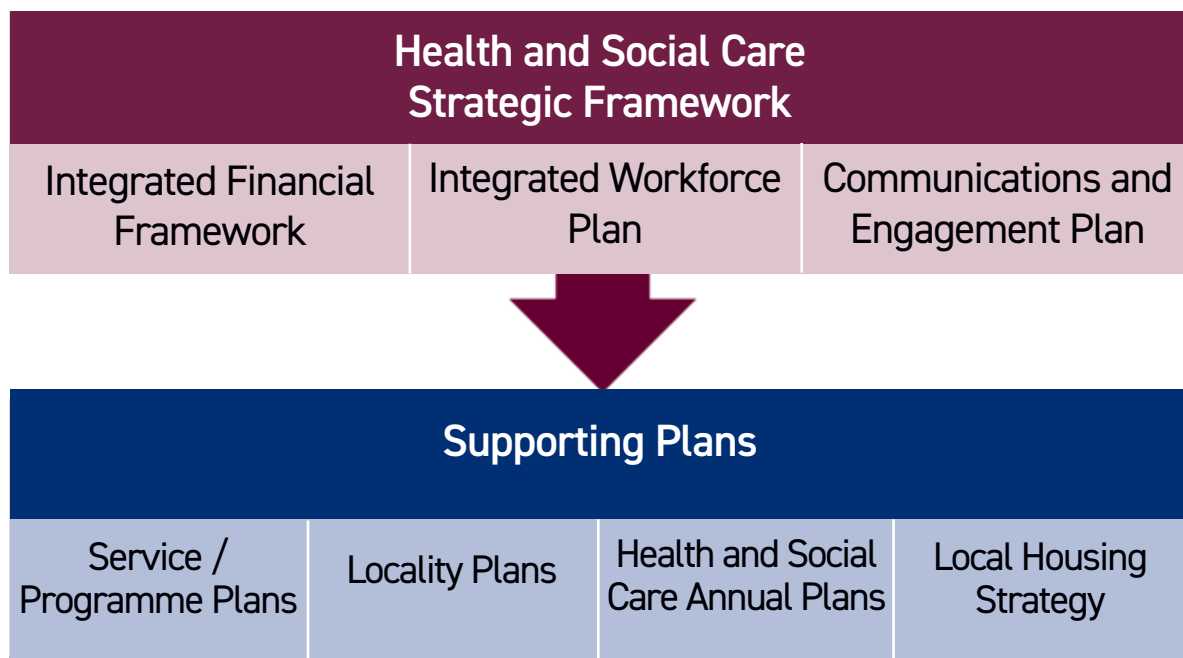 Health and Social Care
Strategic Framework
Integrated Financial
Framework
Integrated Workforce
Plan
Communications and
Engagement Plan
Supporting Plans
Service /
Programme Plans
Locality Plans
Health and Social
Care Annual Plans
Local Housing
Strategy